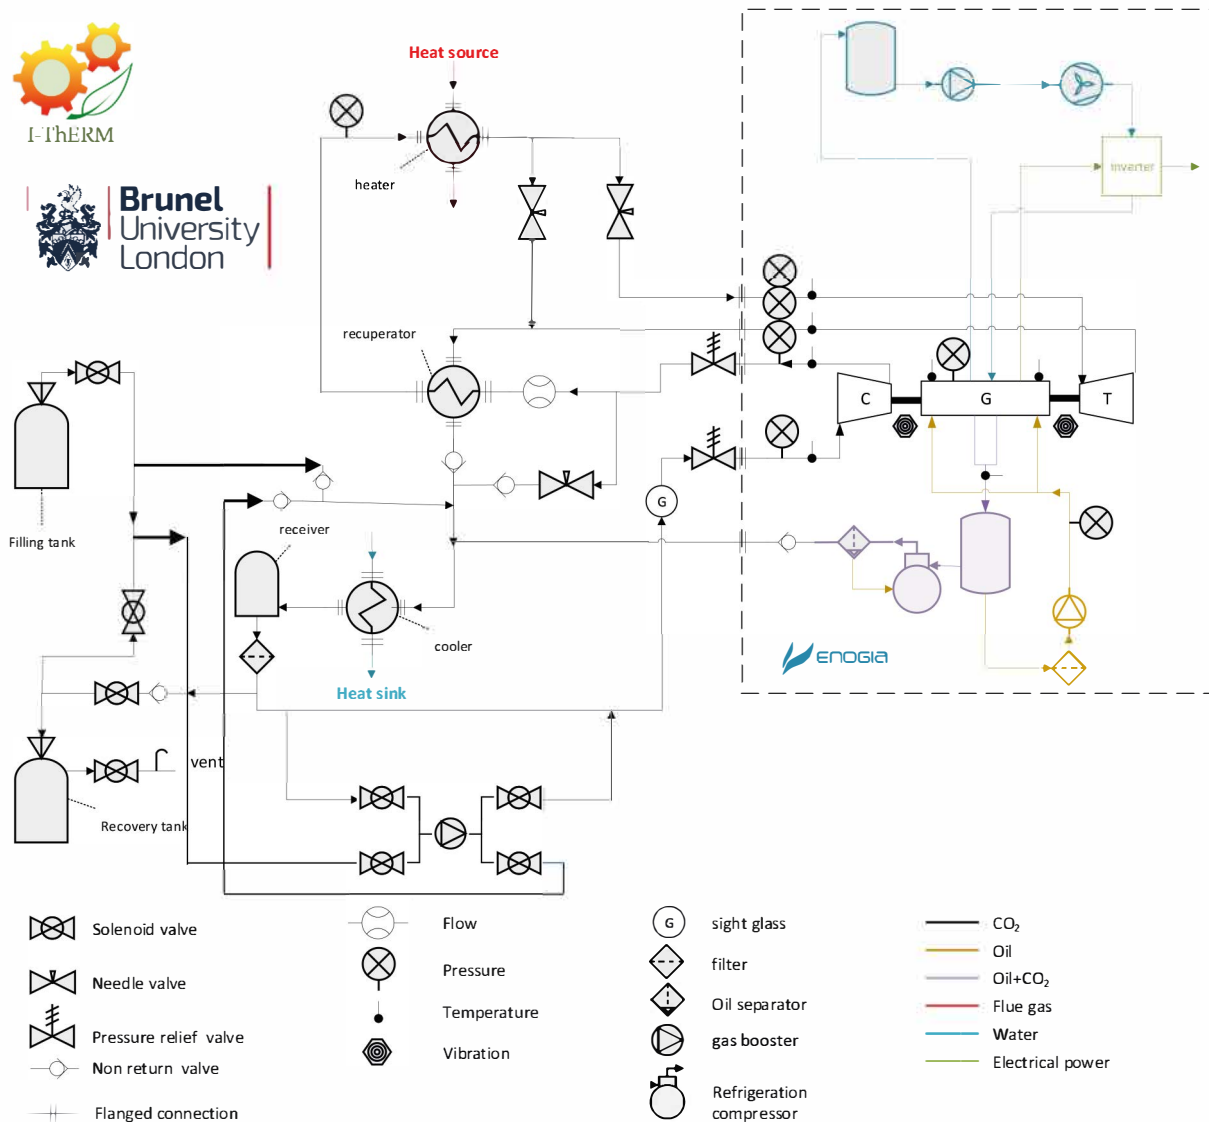 Heat source
I-ThERM
heater
Inverter
Brunel
University
London
recuperator
C
G
T
G
Filling tank
receiver
cooler
ENOGIA
Heat sink
vent
Recovery tank
Solenoid valve
Flow
G
sight glass
CO₂
Needle valve
Pressure
filter
Oil
Pressure relief valve
Temperature
Oil separator
Oil+CO₂
Non return valve
Vibration
gas booster
Flue gas
Flanged connection
Refrigeration
compressor
Water
Electrical power